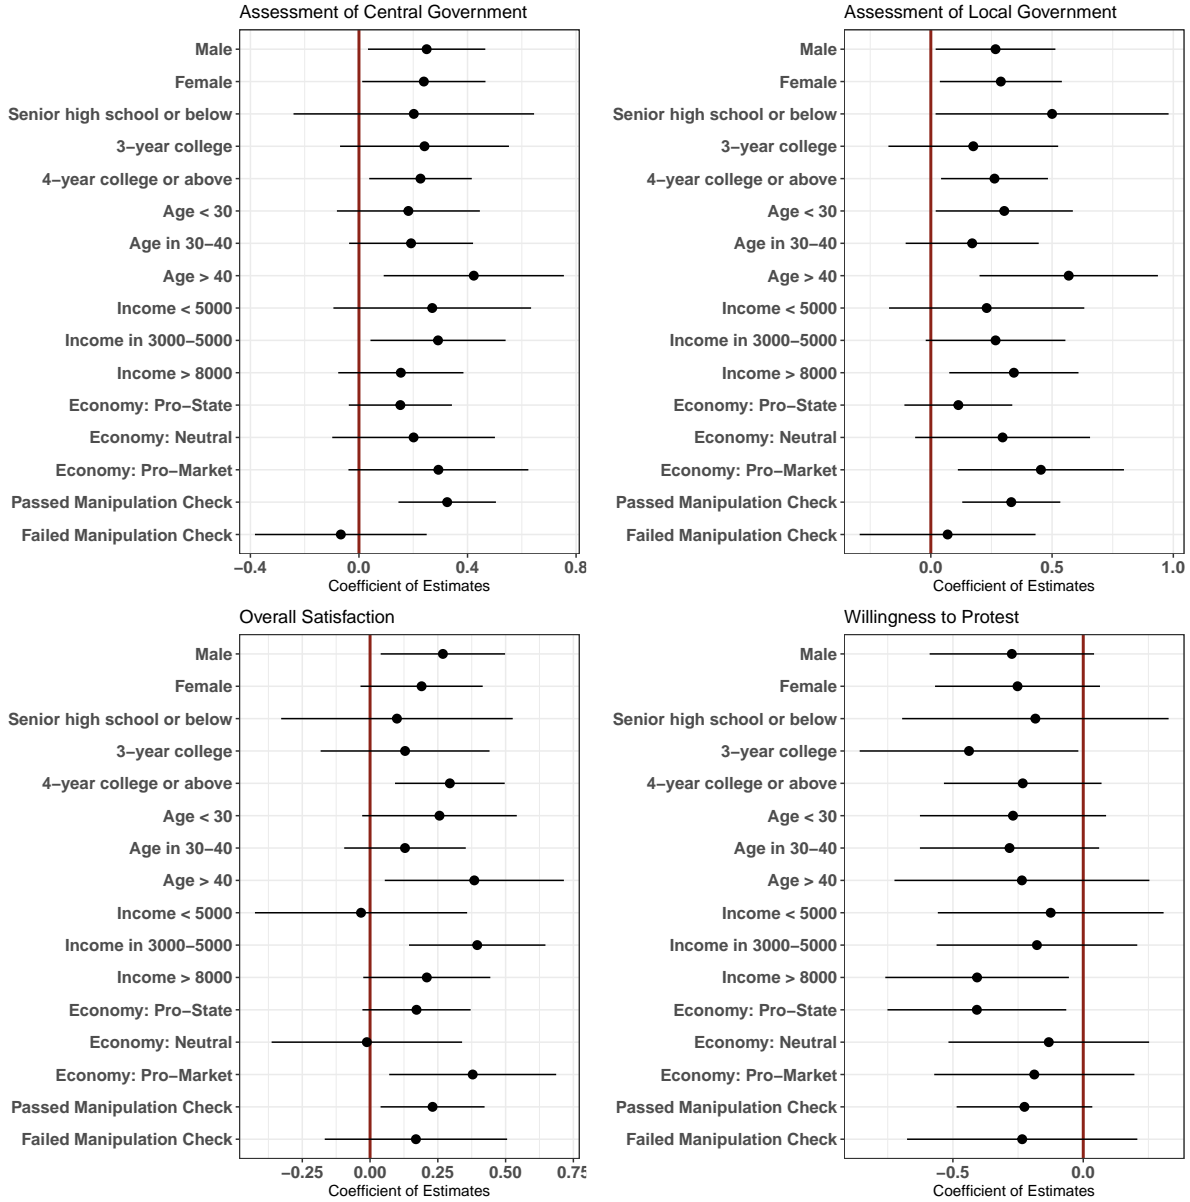 Assessment of Central Government
Male
Female
Senior high school or below
3−year college
4−year college or above
Age < 30
Age in 30−40
Age > 40
Income < 5000
Income in 3000−5000
Income > 8000
Economy: Pro−State
Economy: Neutral
Economy: Pro−Market
Passed Manipulation Check
Failed Manipulation Check
−0.4 0.0 0.4 0.8
Coefficient of Estimates
Assessment of Local Government
Male
Female
Senior high school or below
3−year college
4−year college or above
Age < 30
Age in 30−40
Age > 40
Income < 5000
Income in 3000−5000
Income > 8000
Economy: Pro−State
Economy: Neutral
Economy: Pro−Market
Passed Manipulation Check
Failed Manipulation Check
0.0 0.5 1.0
Coefficient of Estimates
Overall Satisfaction
Male
Female
Senior high school or below
3−year college
4−year college or above
Age < 30
Age in 30−40
Age > 40
Income < 5000
Income in 3000−5000
Income > 8000
Economy: Pro−State
Economy: Neutral
Economy: Pro−Market
Passed Manipulation Check
Failed Manipulation Check
−0.25 0.00 0.25 0.50 0.75
Coefficient of Estimates
Willingness to Protest
Male
Female
Senior high school or below
3−year college
4−year college or above
Age < 30
Age in 30−40
Age > 40
Income < 5000
Income in 3000−5000
Income > 8000
Economy: Pro−State
Economy: Neutral
Economy: Pro−Market
Passed Manipulation Check
Failed Manipulation Check
−0.5 0.0
Coefficient of Estimates